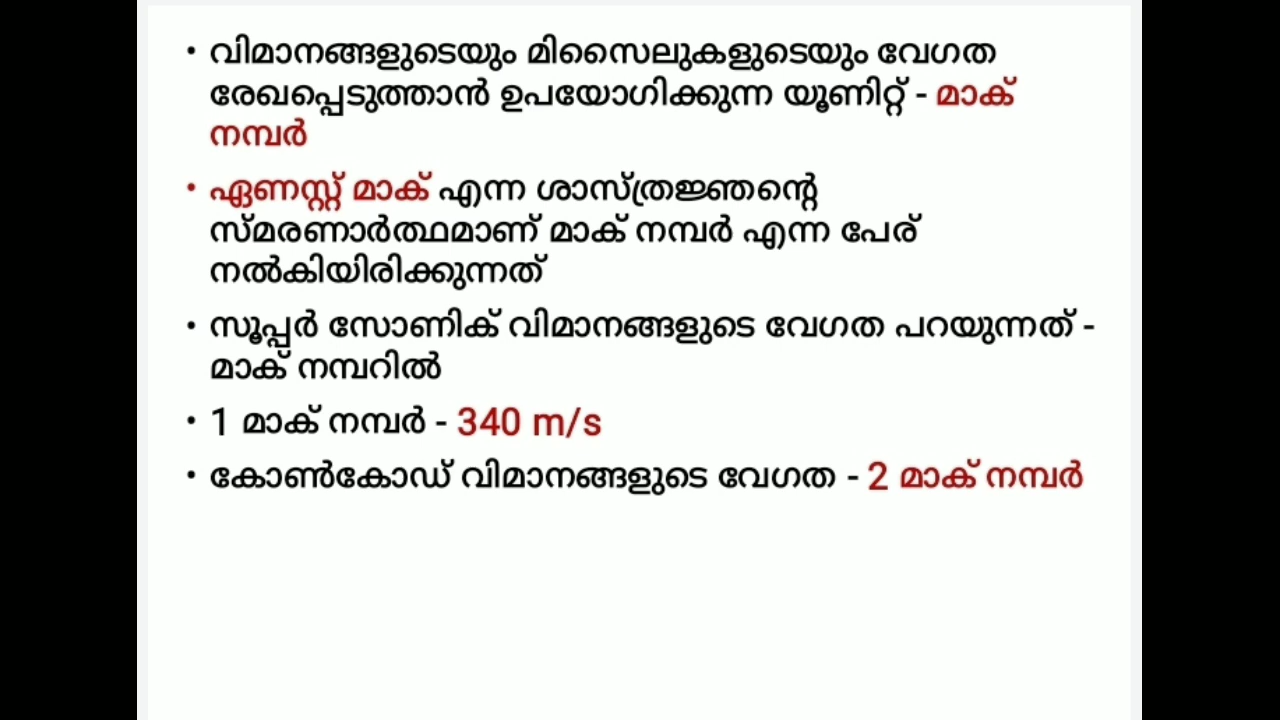 • വിമാനങ്ങളുടെയും മിസൈലുകളുടെയും വേഗത
രേഖപ്പെടുത്താൻ ഉപയോഗിക്കുന്ന യൂണിറ്റ് - മാക്
നമ്പർ
• ഏണസ്റ്റ് മാക് എന്ന ശാസ്ത്രജ്ഞന്റെ
സ്മരണാർത്ഥമാണ് മാക് നമ്പർ എന്ന പേര്
നൽകിയിരിക്കുന്നത്
• സൂപ്പർ സോണിക് വിമാനങ്ങളുടെ വേഗത പറയുന്നത് -
മാക് നമ്പറിൽ
• 1 മാക് നമ്പർ - 340 m/s
• കോൺകോഡ് വിമാനങ്ങളുടെ വേഗത - 2 മാക് നമ്പർ